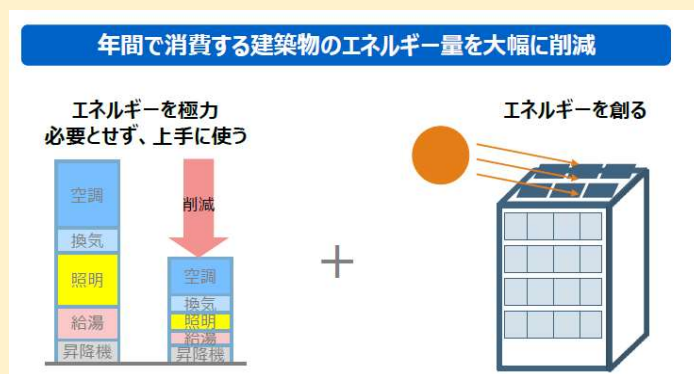 年間で消費する建築物のエネルギー量を大幅に削減
エネルギーを極力
必要とせず、上手に使う
エネルギーを創る
空調
換気
照明
給湯
昇降機
削減
空調
換気
照明
給湯
昇降機
+